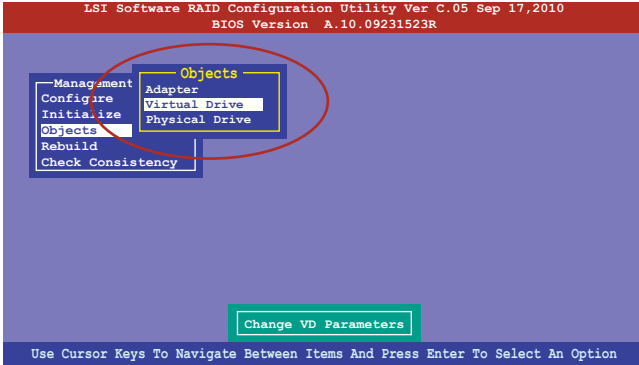 LSI Software RAID Configuration Utility Ver C.05 Sep 17,2010
BIOS Version A.10.09231523R
Management
Configure
Initialize
Objects
Rebuild
Check Consistency
Objects
Adapter
Virtual Drive
Physical Drive
Change VD Parameters
Use Cursor Keys To Navigate Between Items And Press Enter To Select An Option